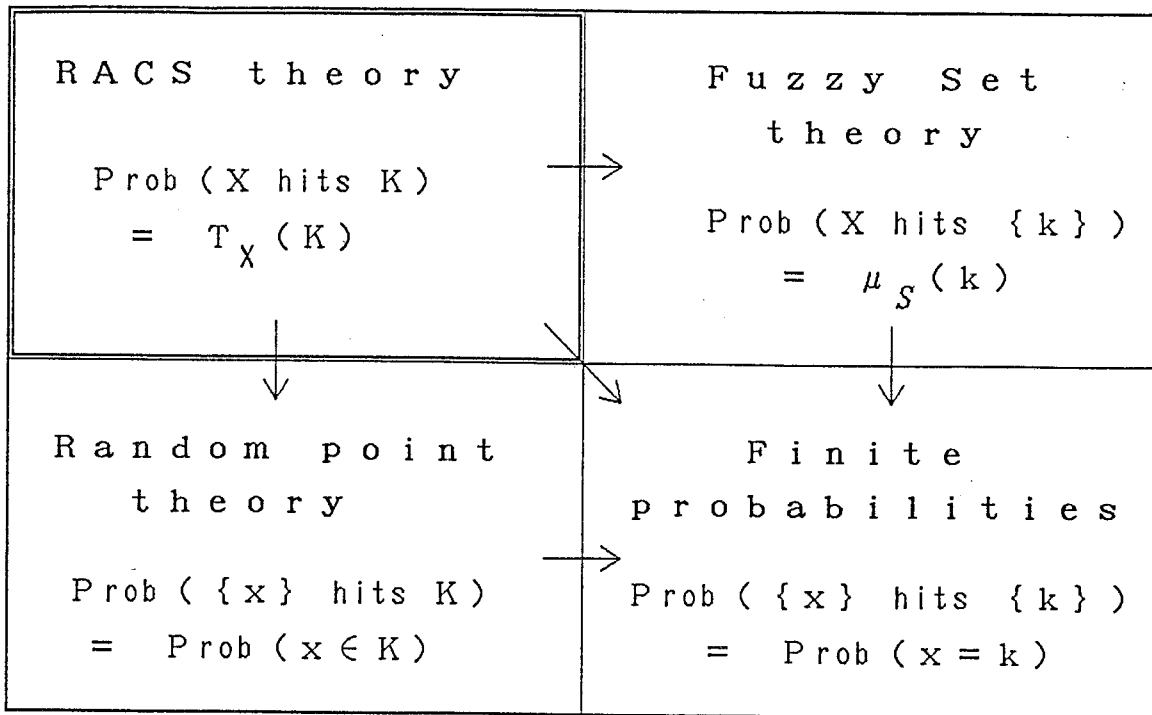 RACS theory
Prob (X hits K)
= T_X (K)
Fuzzy Set
theory
Prob (X hits {k})
= μ_S (k)
Random point
theory
Prob ({x} hits K)
= Prob (x ∈ K)
Finite
probabilities
Prob ({x} hits {k})
= Prob (x = k)